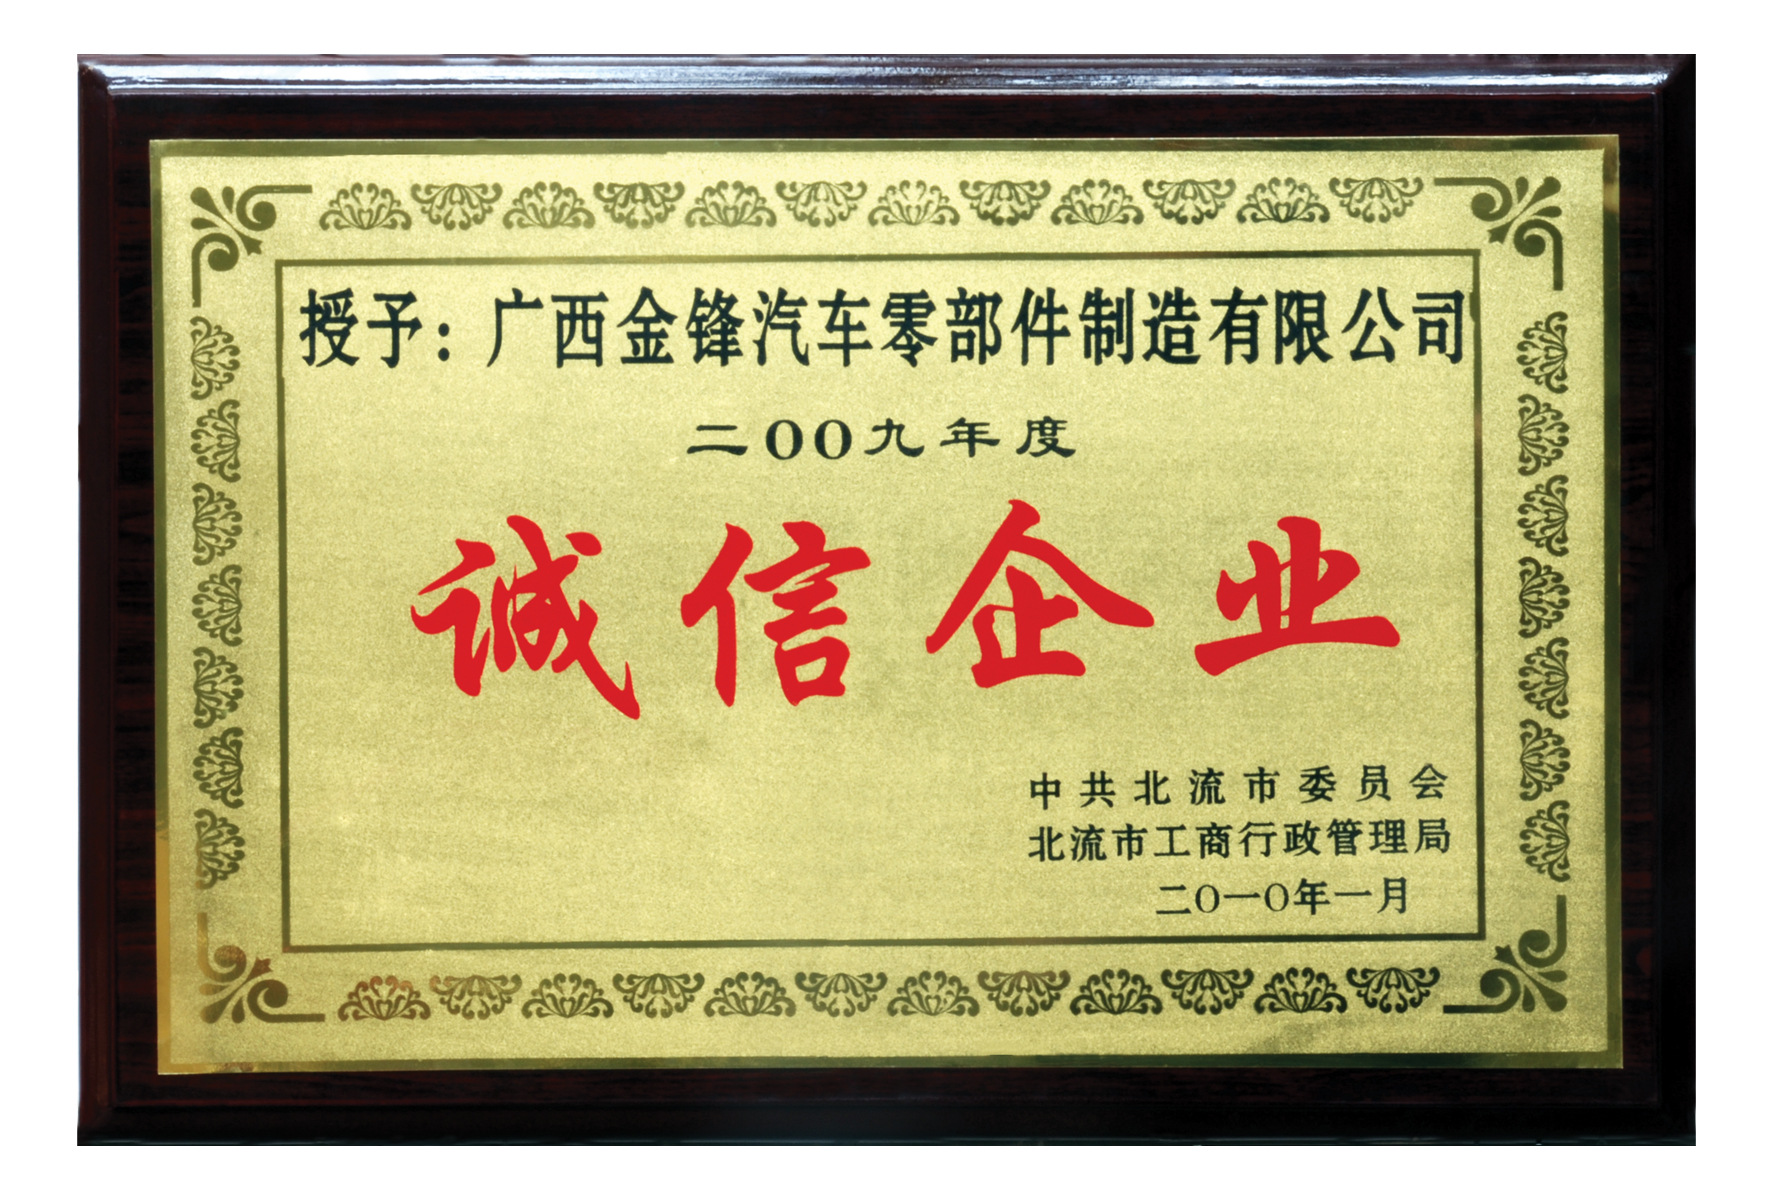 授予：广西金锋汽车零部件制造有限公司
二00九年度
诚信企业
中共北流市委员会
北流市工商行政管理局
二0一0年一月